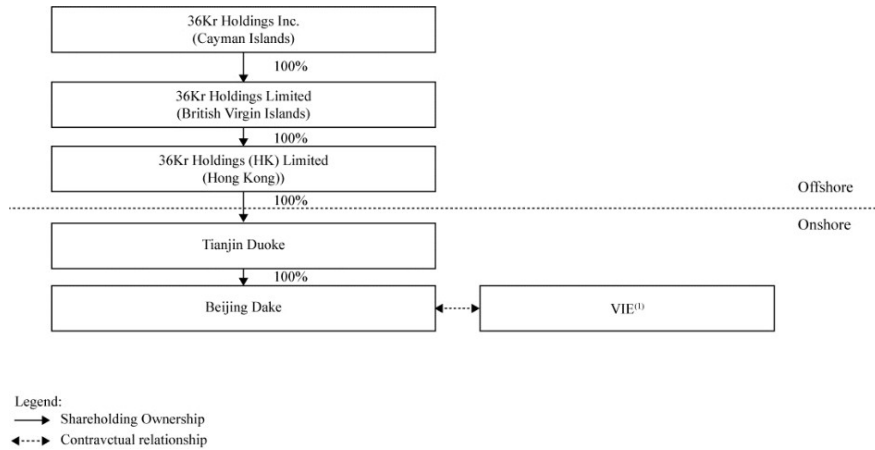 36Kr Holdings Inc.
(Cayman Islands)
100%
36Kr Holdings Limited
(British Virgin Islands)
100%
36Kr Holdings (HK) Limited
(Hong Kong))
Offshore
100%
Onshore
Tianjin Duoke
100%
Beijing Dake
VIE(1)
Legend:
Shareholding Ownership
Contravctual relationship